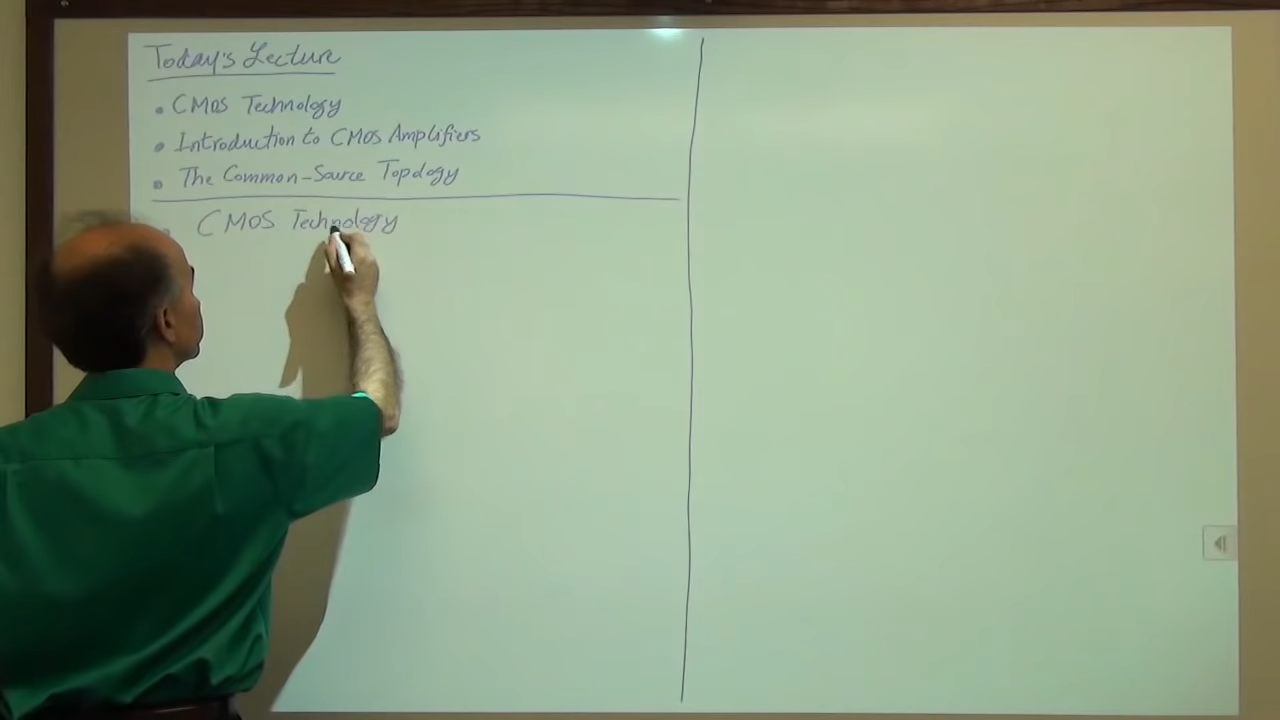 Today's Lecture
• CMOS Technology
• Introduction to CMOS Amplifiers
• The Common-Source Topology
• CMOS Technology